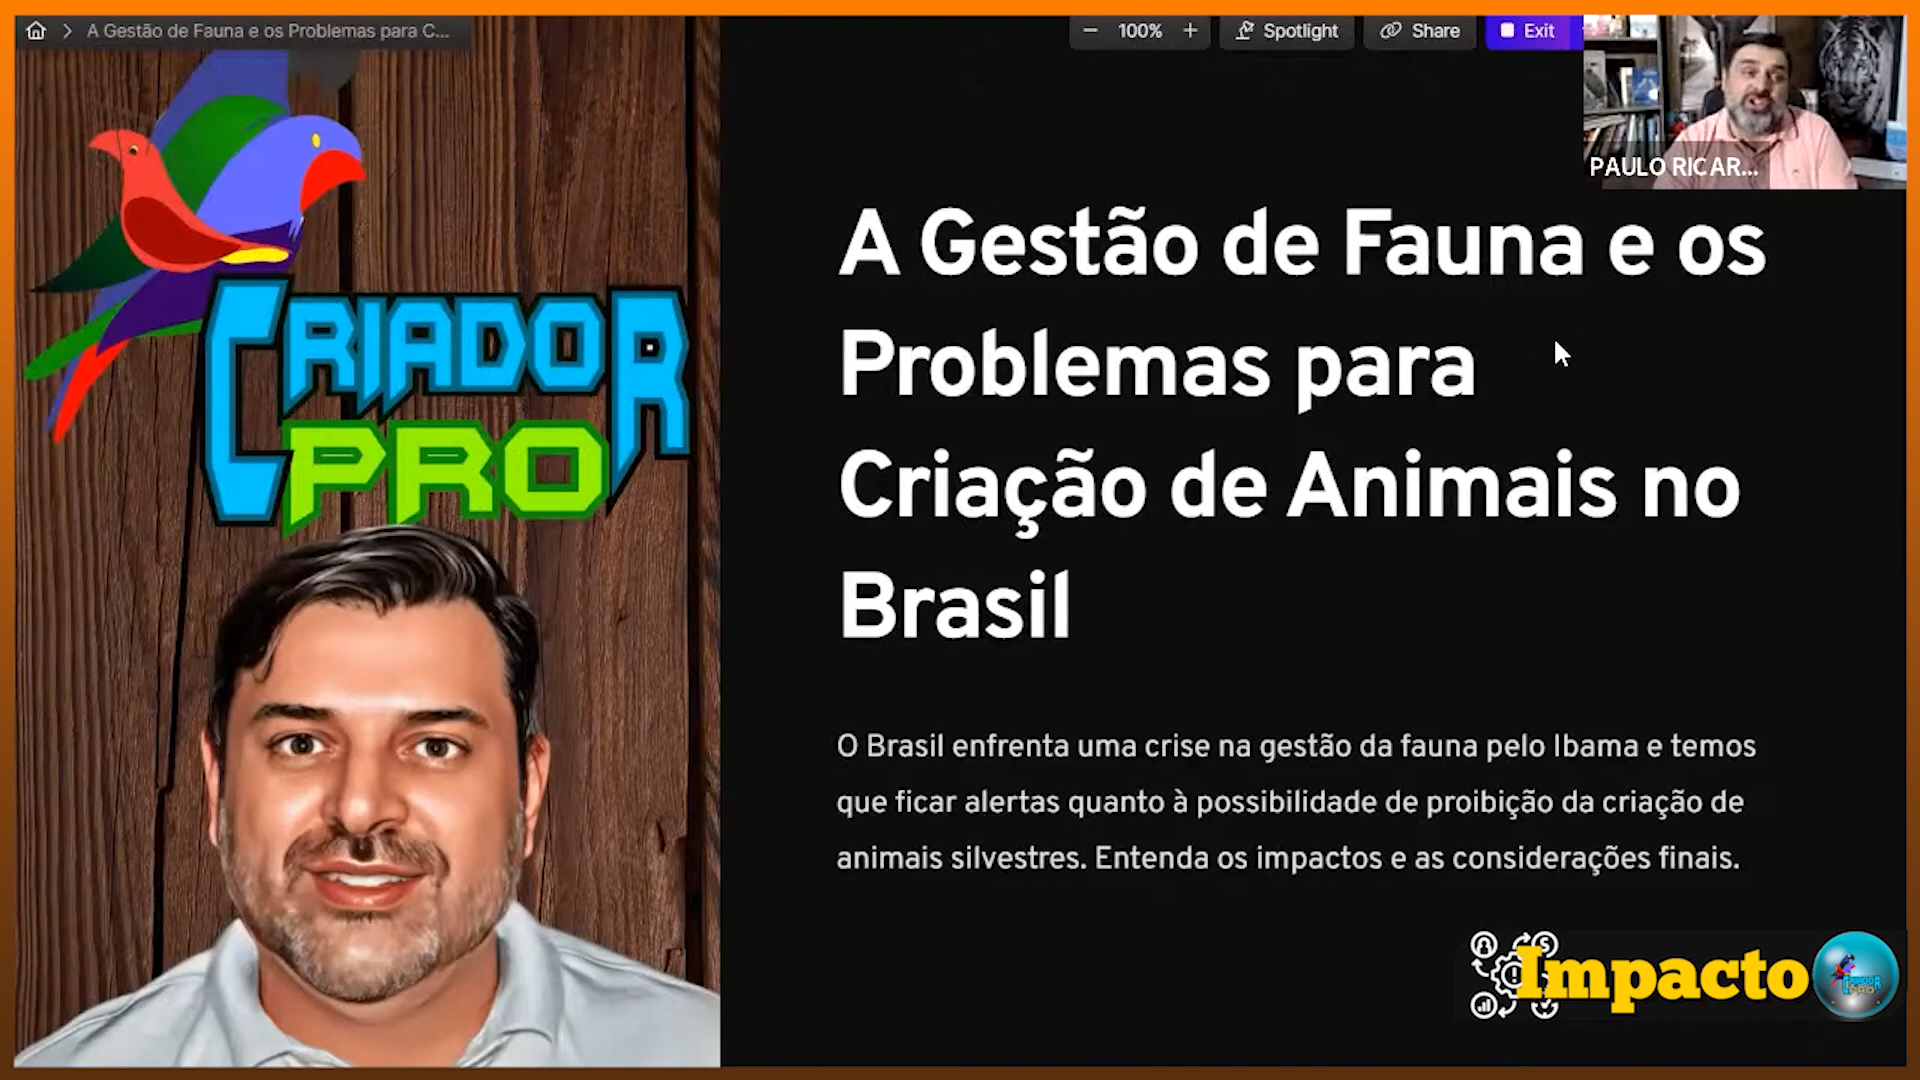 A Gestão de Fauna e os Problemas para C...
100%
Spotlight
Share
Exit
PAULO RICAR...
CRIADOR
PRO
A Gestão de Fauna e os
Problemas para
Criação de Animais no
Brasil
O Brasil enfrenta uma crise na gestão da fauna pelo Ibama e temos
que ficar alertas quanto à possibilidade de proibição da criação de
animais silvestres. Entenda os impactos e as considerações finais.
Impacto
CRIADOR
PRO